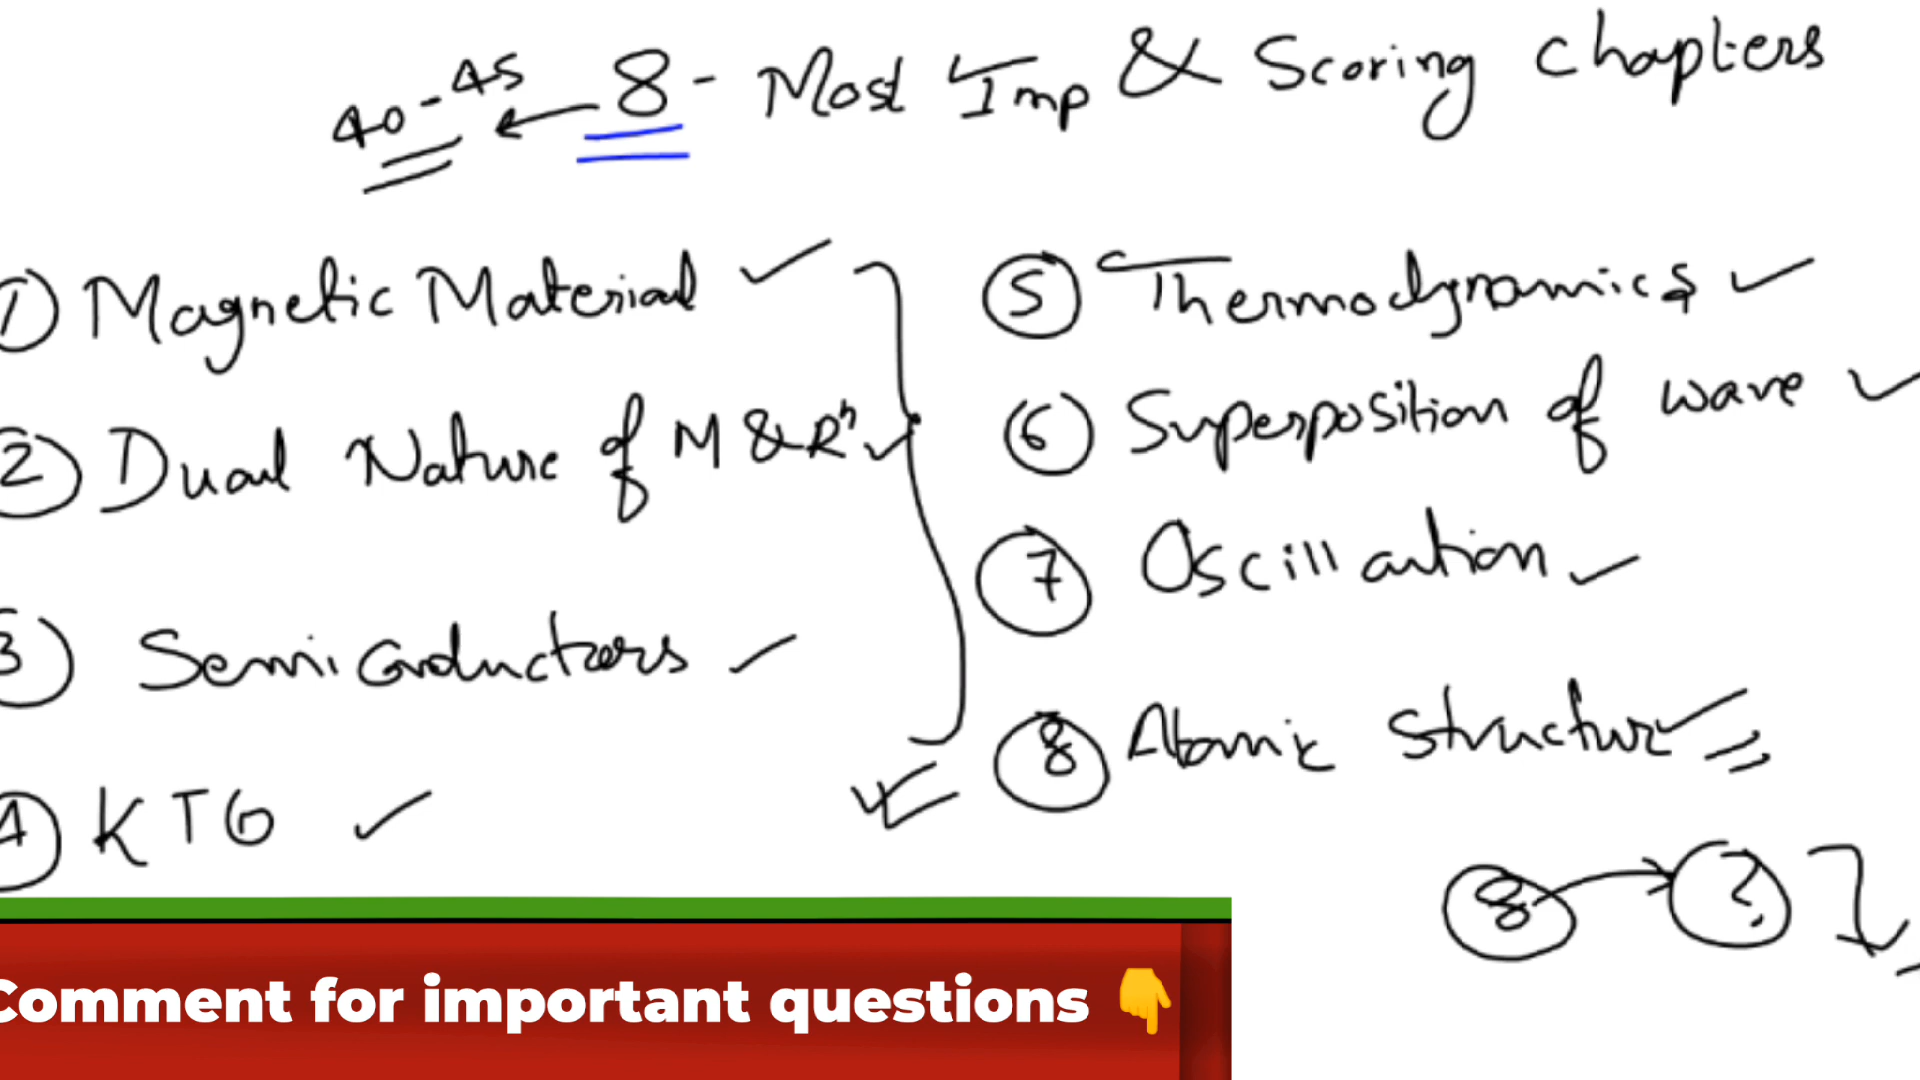 40-45 ← 8 - Most Imp & Scoring chapters
1) Magnetic Material ✓
2) Dual Nature of M & Rⁿ ✓
3) Semiconductors ✓
4) KTG ✓
5 Thermodynamics ✓
6 Superposition of wave ✓
7 Oscillation ✓
8 Atomic structure ✓
8 → ?
Comment for important questions 👇